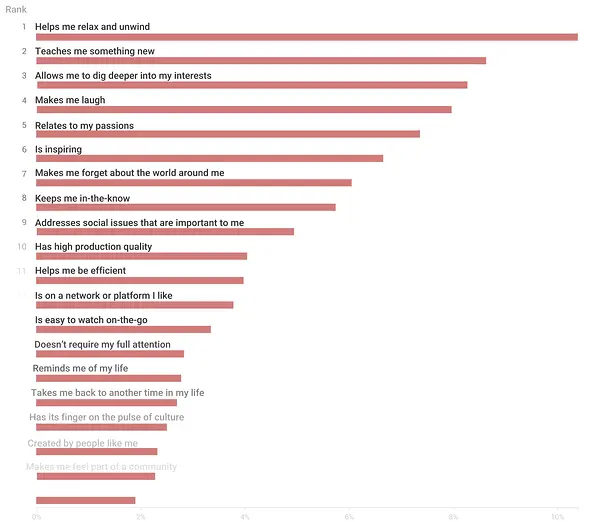 Rank
1 Helps me relax and unwind
2 Teaches me something new
3 Allows me to dig deeper into my interests
4 Makes me laugh
5 Relates to my passions
6 Is inspiring
7 Makes me forget about the world around me
8 Keeps me in-the-know
9 Addresses social issues that are important to me
10 Has high production quality
11 Helps me be efficient
Is on a network or platform I like
Is easy to watch on-the-go
Doesn't require my full attention
Reminds me of my life
Takes me back to another time in my life
Has its finger on the pulse of culture
Created by people like me
Makes me feel part of a community
0% 2% 4% 6% 8% 10%